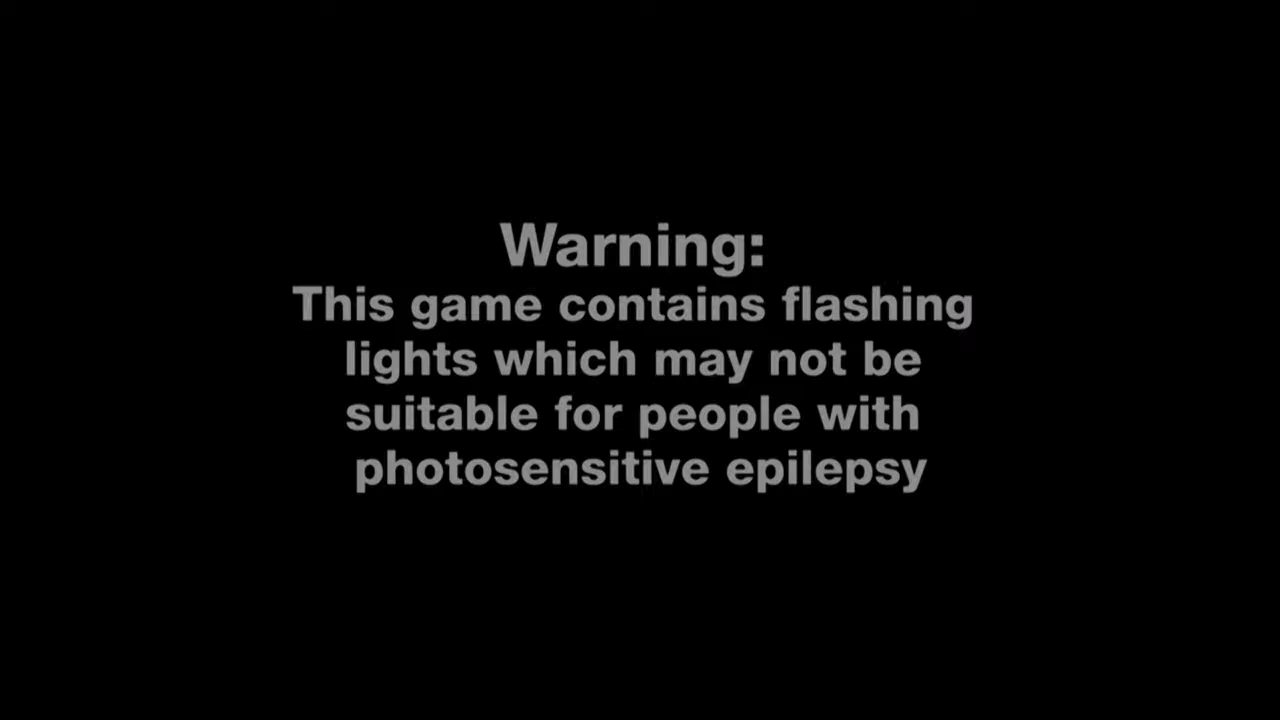 Warning:
This game contains flashing
lights which may not be
suitable for people with
photosensitive epilepsy